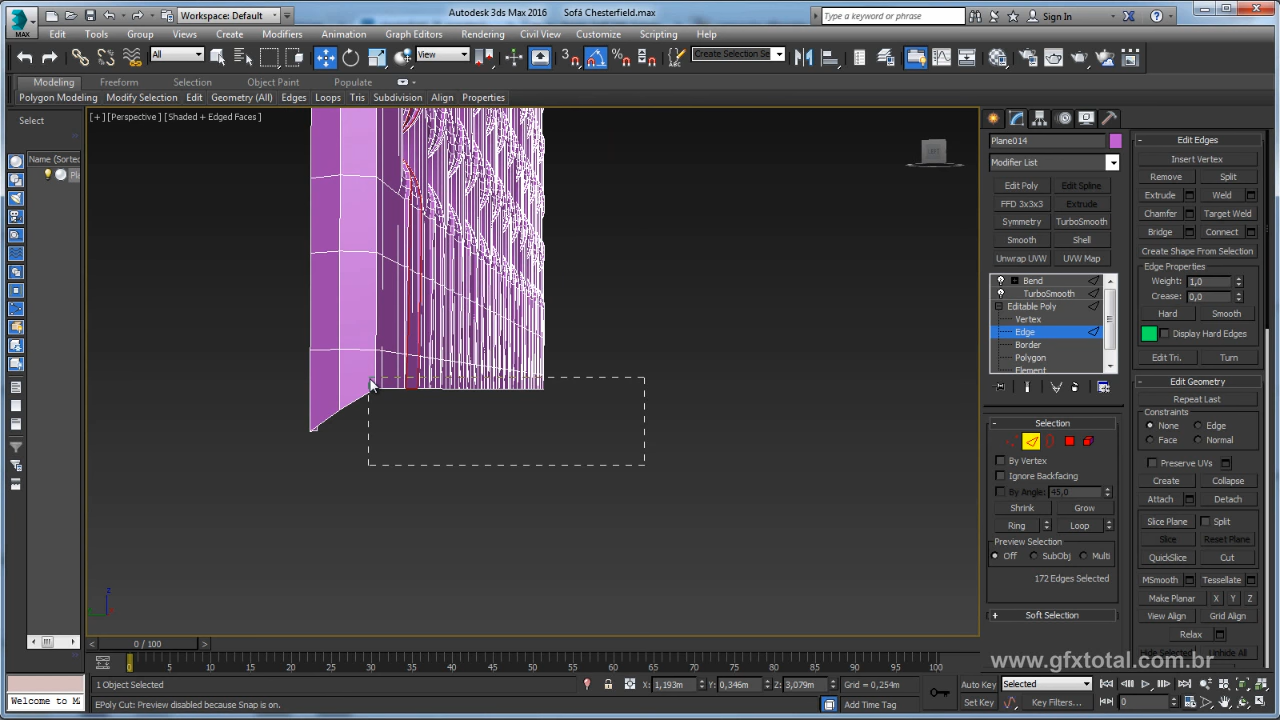 Workspace: Default
Autodesk 3ds Max 2016 Sofá Chesterfield.max
Type a keyword or phrase
Sign In
MAX
Edit Tools Group Views Create Modifiers Animation Graph Editors Rendering Civil View Customize Scripting Help
All
View
Create Selection Se
Modeling Freeform Selection Object Paint Populate
Polygon Modeling Modify Selection Edit Geometry (All) Edges Loops Tris Subdivision Align Properties
Select
Name (Sorted
Pl
[+] [Perspective] [Shaded + Edged Faces]
Plane014
Modifier List
Edit Poly Edit Spline
FFD 3x3x3 Extrude
Symmetry TurboSmooth
Smooth Shell
Unwrap UVW UVW Map
Bend
TurboSmooth
Editable Poly
Vertex
Edge
Border
Polygon
Element
Selection
By Vertex
Ignore Backfacing
By Angle: 45,0
Shrink Grow
Ring Loop
Preview Selection
Off SubObj Multi
172 Edges Selected
Soft Selection
Edit Edges
Insert Vertex
Remove Split
Extrude Weld
Chamfer Target Weld
Bridge Connect
Create Shape From Selection
Edge Properties
Weight: 1,0
Crease: 0,0
Hard Smooth
Display Hard Edges
Edit Tri. Turn
Edit Geometry
Repeat Last
Constraints
None Edge
Face Normal
Preserve UVs
Create Collapse
Attach Detach
Slice Plane Split
Slice Reset Plane
QuickSlice Cut
MSmooth Tessellate
Make Planar X Y Z
View Align Grid Align
Relax
Hide Selected Unhide All
www.gfxtotal.com.br
0 / 100
0 5 10 15 20 25 30 35 40 45 50 55 60 65 70 75 80 85 90 95 100
1 Object Selected
X: 1,193m Y: 0,346m Z: 3,079m Grid = 0,254m
Auto Key Selected
Welcome to M
EPoly Cut: Preview disabled because Snap is on.
Add Time Tag
Set Key Key Filters... 0